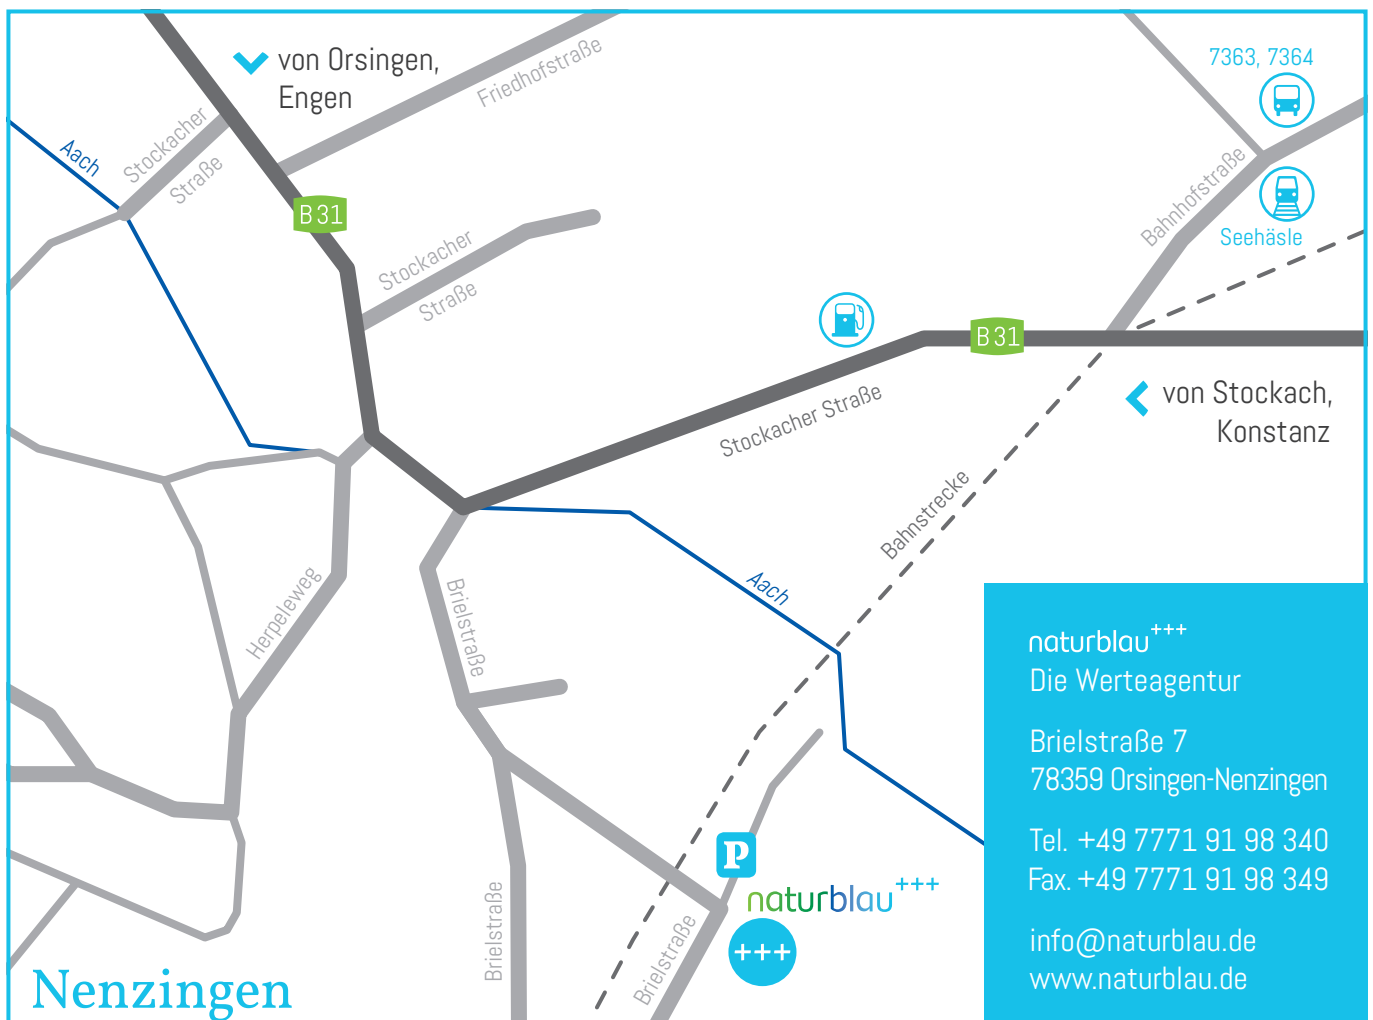 von Orsingen,
Engen
Friedhofstraße
7363, 7364
Aach
Stockacher
Straße
B 31
Stockacher
Straße
Bahnhofstraße
Seehäsle
B 31
Stockacher Straße
von Stockach,
Konstanz
Bahnstrecke
Aach
Herpeleweg
Brielstraße
naturblau+++
Die Werteagentur
Brielstraße 7
78359 Orsingen-Nenzingen
Tel. +49 7771 91 98 340
Fax. +49 7771 91 98 349
info@naturblau.de
www.naturblau.de
P
naturblau+++
+++
Brielstraße
Brielstraße
Nenzingen